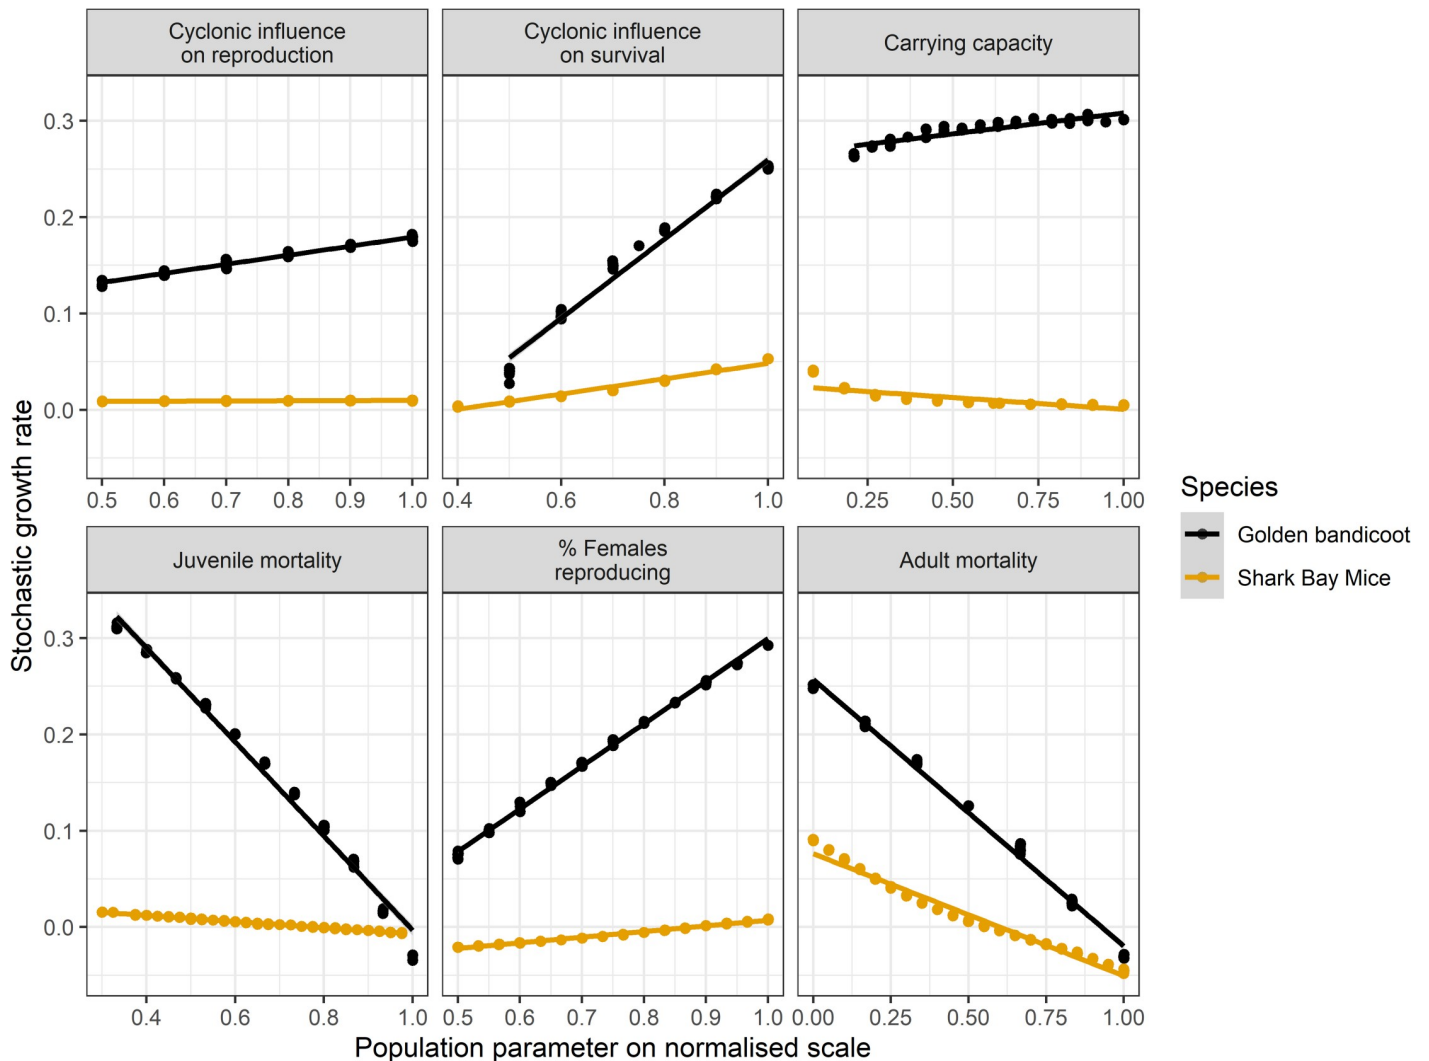 Cyclonic influence
on reproduction
Cyclonic influence
on survival
Carrying capacity
0.3
0.2
0.1
0.0
0.5 0.6 0.7 0.8 0.9 1.0
0.4 0.6 0.8 1.0
0.25 0.50 0.75 1.00
Stochastic growth rate
Juvenile mortality
% Females
reproducing
Adult mortality
0.3
0.2
0.1
0.0
0.4 0.6 0.8 1.0
0.5 0.6 0.7 0.8 0.9 1.0
0.00 0.25 0.50 0.75 1.00
Population parameter on normalised scale
Species
Golden bandicoot
Shark Bay Mice